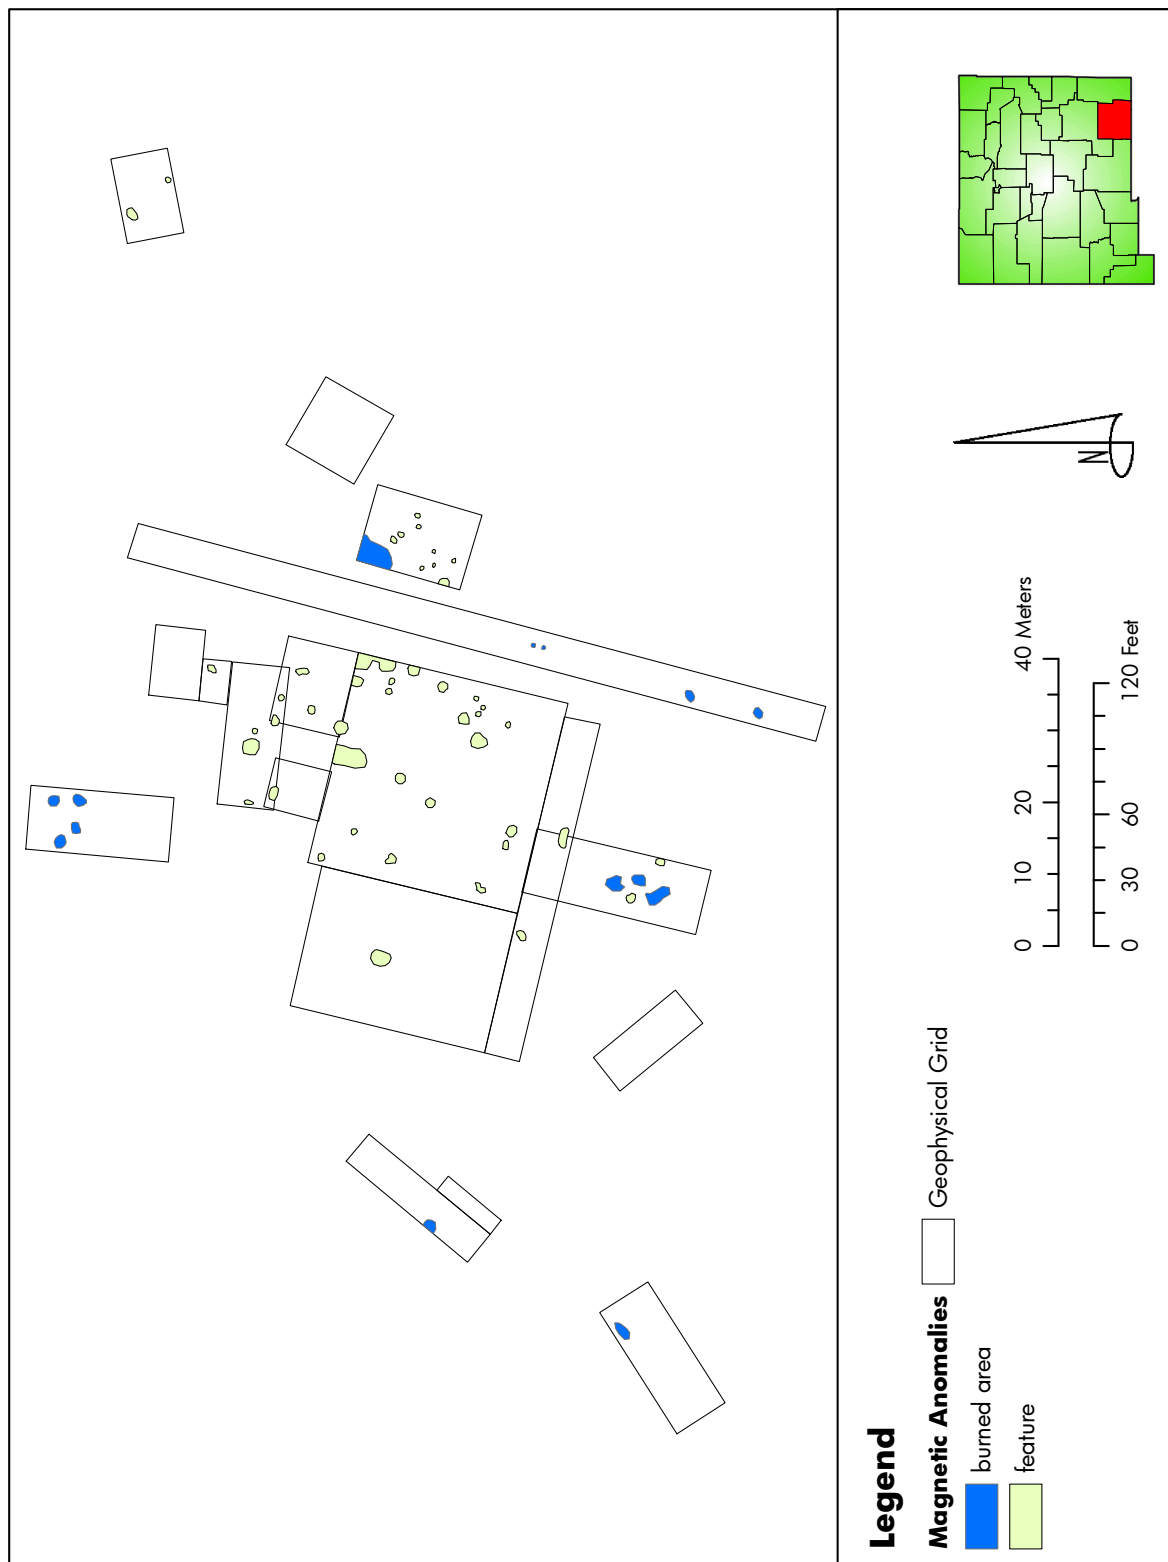 Legend
Magnetic Anomalies
burned area
feature
Geophysical Grid
0 10 20 40 Meters
0 30 60 120 Feet
N